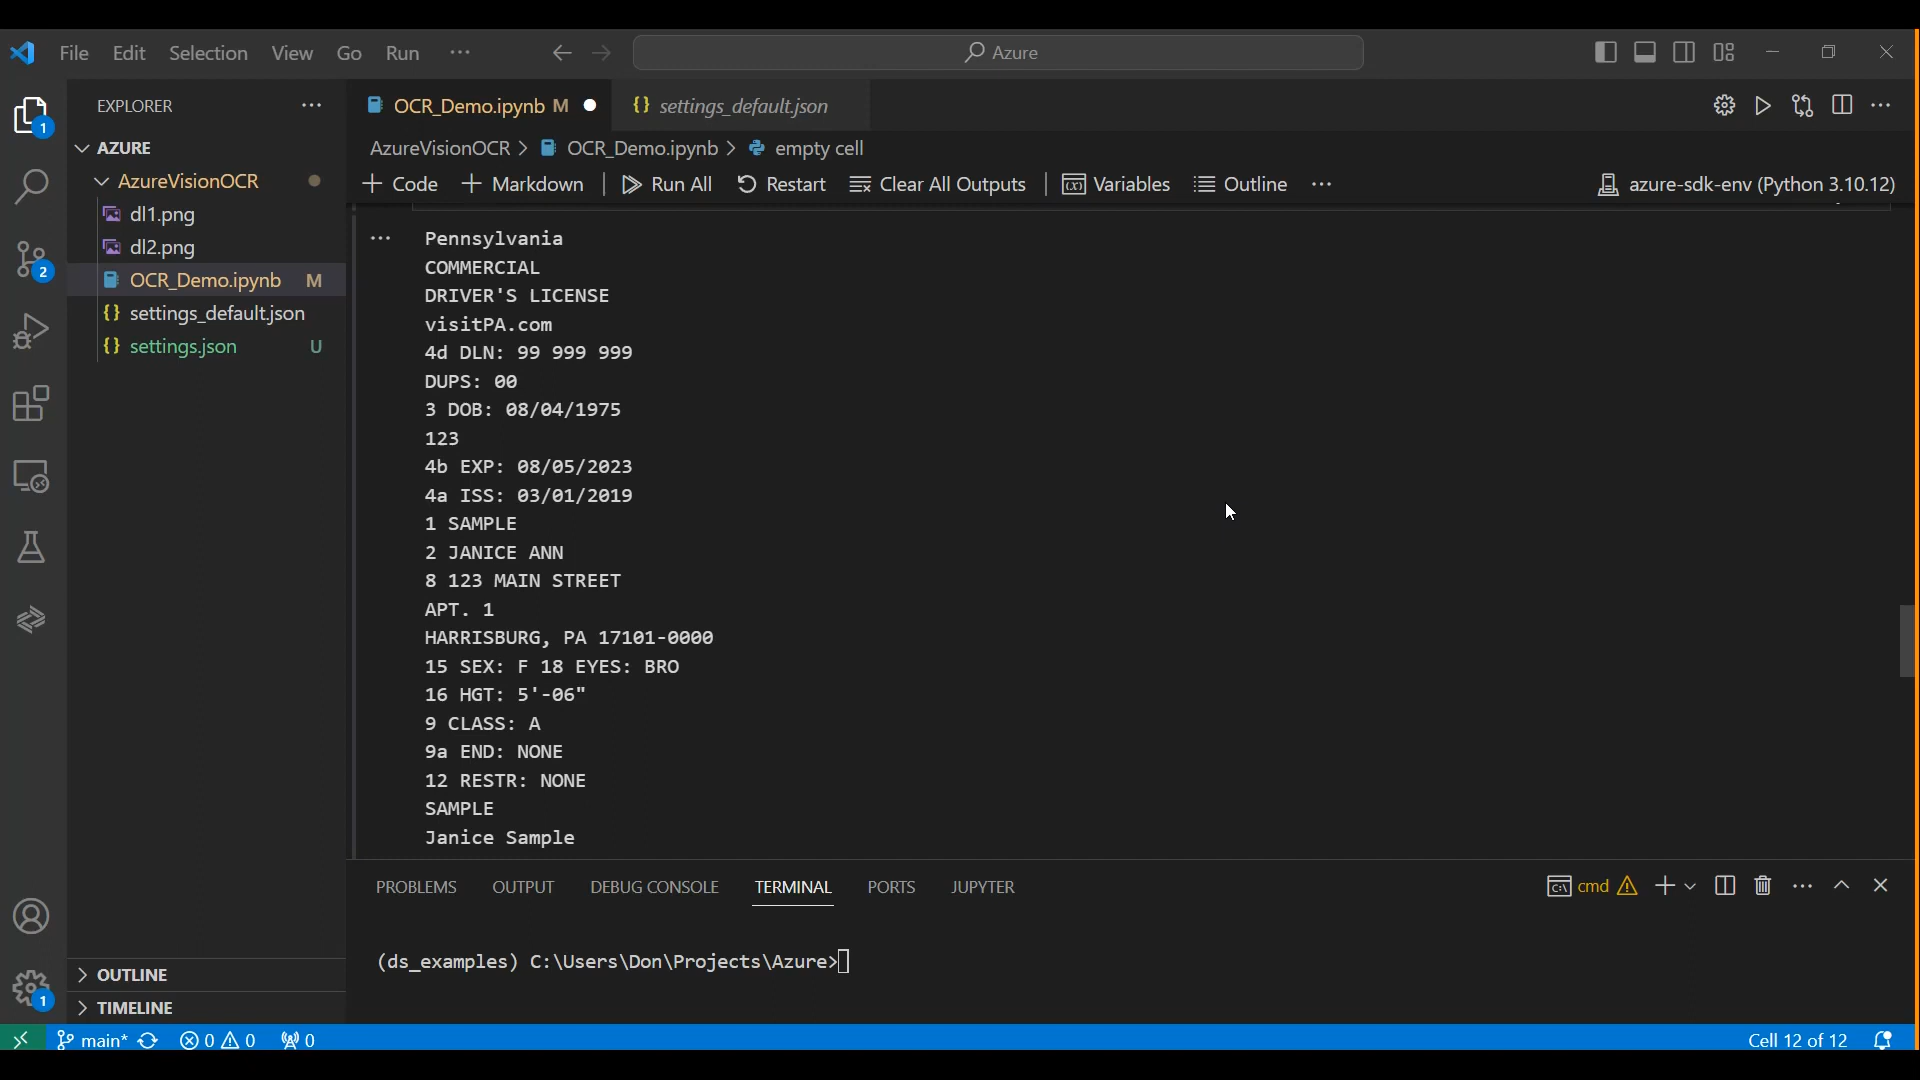 File Edit Selection View Go Run ··· Azure
EXPLORER ···
AZURE
AzureVisionOCR
dl1.png
dl2.png
OCR_Demo.ipynb M
settings_default.json
settings.json U
OUTLINE
TIMELINE
1
2
1
OCR_Demo.ipynb M
settings_default.json
AzureVisionOCR > OCR_Demo.ipynb > empty cell
+ Code + Markdown Run All Restart Clear All Outputs Variables Outline ··· azure-sdk-env (Python 3.10.12)
Pennsylvania
COMMERCIAL
DRIVER'S LICENSE
visitPA.com
4d DLN: 99 999 999
DUPS: 00
3 DOB: 08/04/1975
123
4b EXP: 08/05/2023
4a ISS: 03/01/2019
1 SAMPLE
2 JANICE ANN
8 123 MAIN STREET
APT. 1
HARRISBURG, PA 17101-0000
15 SEX: F 18 EYES: BRO
16 HGT: 5'-06"
9 CLASS: A
9a END: NONE
12 RESTR: NONE
SAMPLE
Janice Sample
PROBLEMS OUTPUT DEBUG CONSOLE TERMINAL PORTS JUPYTER cmd
(ds_examples) C:\Users\Don\Projects\Azure>
main* 0 0 0 Cell 12 of 12